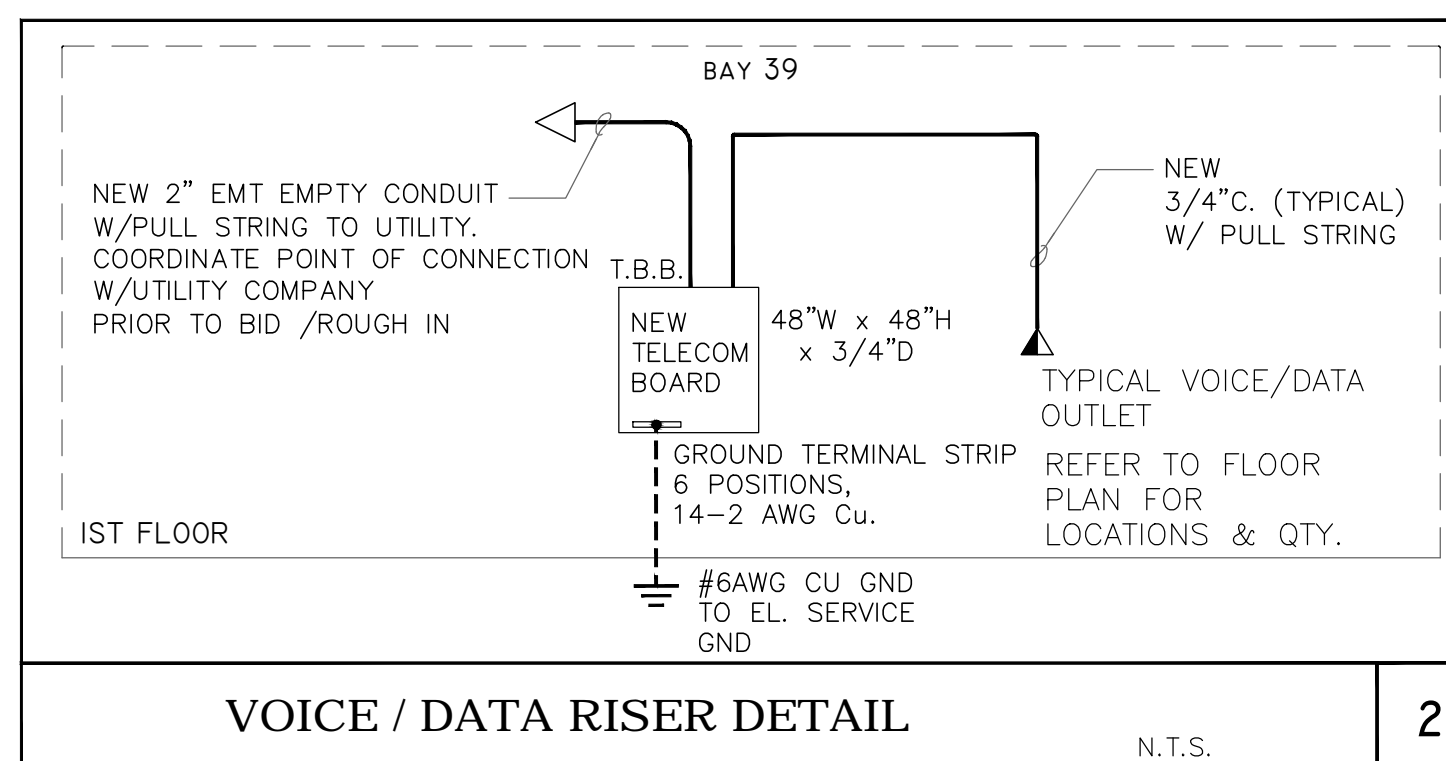 BAY 39
NEW 2” EMT EMPTY CONDUIT
W/PULL STRING TO UTILITY.
COORDINATE POINT OF CONNECTION
W/UTILITY COMPANY
PRIOR TO BID /ROUGH IN
T.B.B.
NEW
TELECOM
BOARD
48”W x 48”H
x 3/4”D
NEW
3/4”C. (TYPICAL)
W/ PULL STRING
TYPICAL VOICE/DATA
OUTLET
REFER TO FLOOR
PLAN FOR
LOCATIONS & QTY.
GROUND TERMINAL STRIP
6 POSITIONS,
14–2 AWG Cu.
IST FLOOR
#6AWG CU GND
TO EL. SERVICE
GND
VOICE / DATA RISER DETAIL
N.T.S.
2